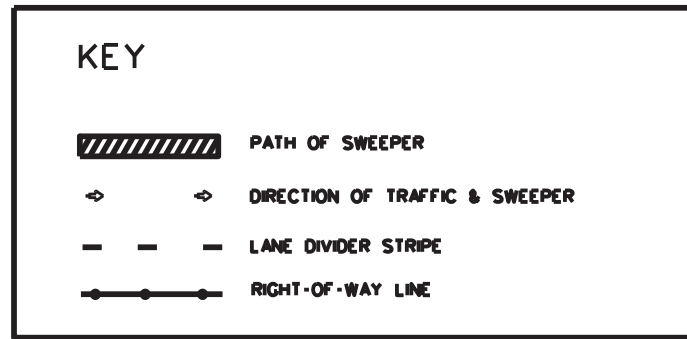 KEY
PATH OF SWEEPER
DIRECTION OF TRAFFIC & SWEEPER
LANE DIVIDER STRIPE
RIGHT-OF-WAY LINE